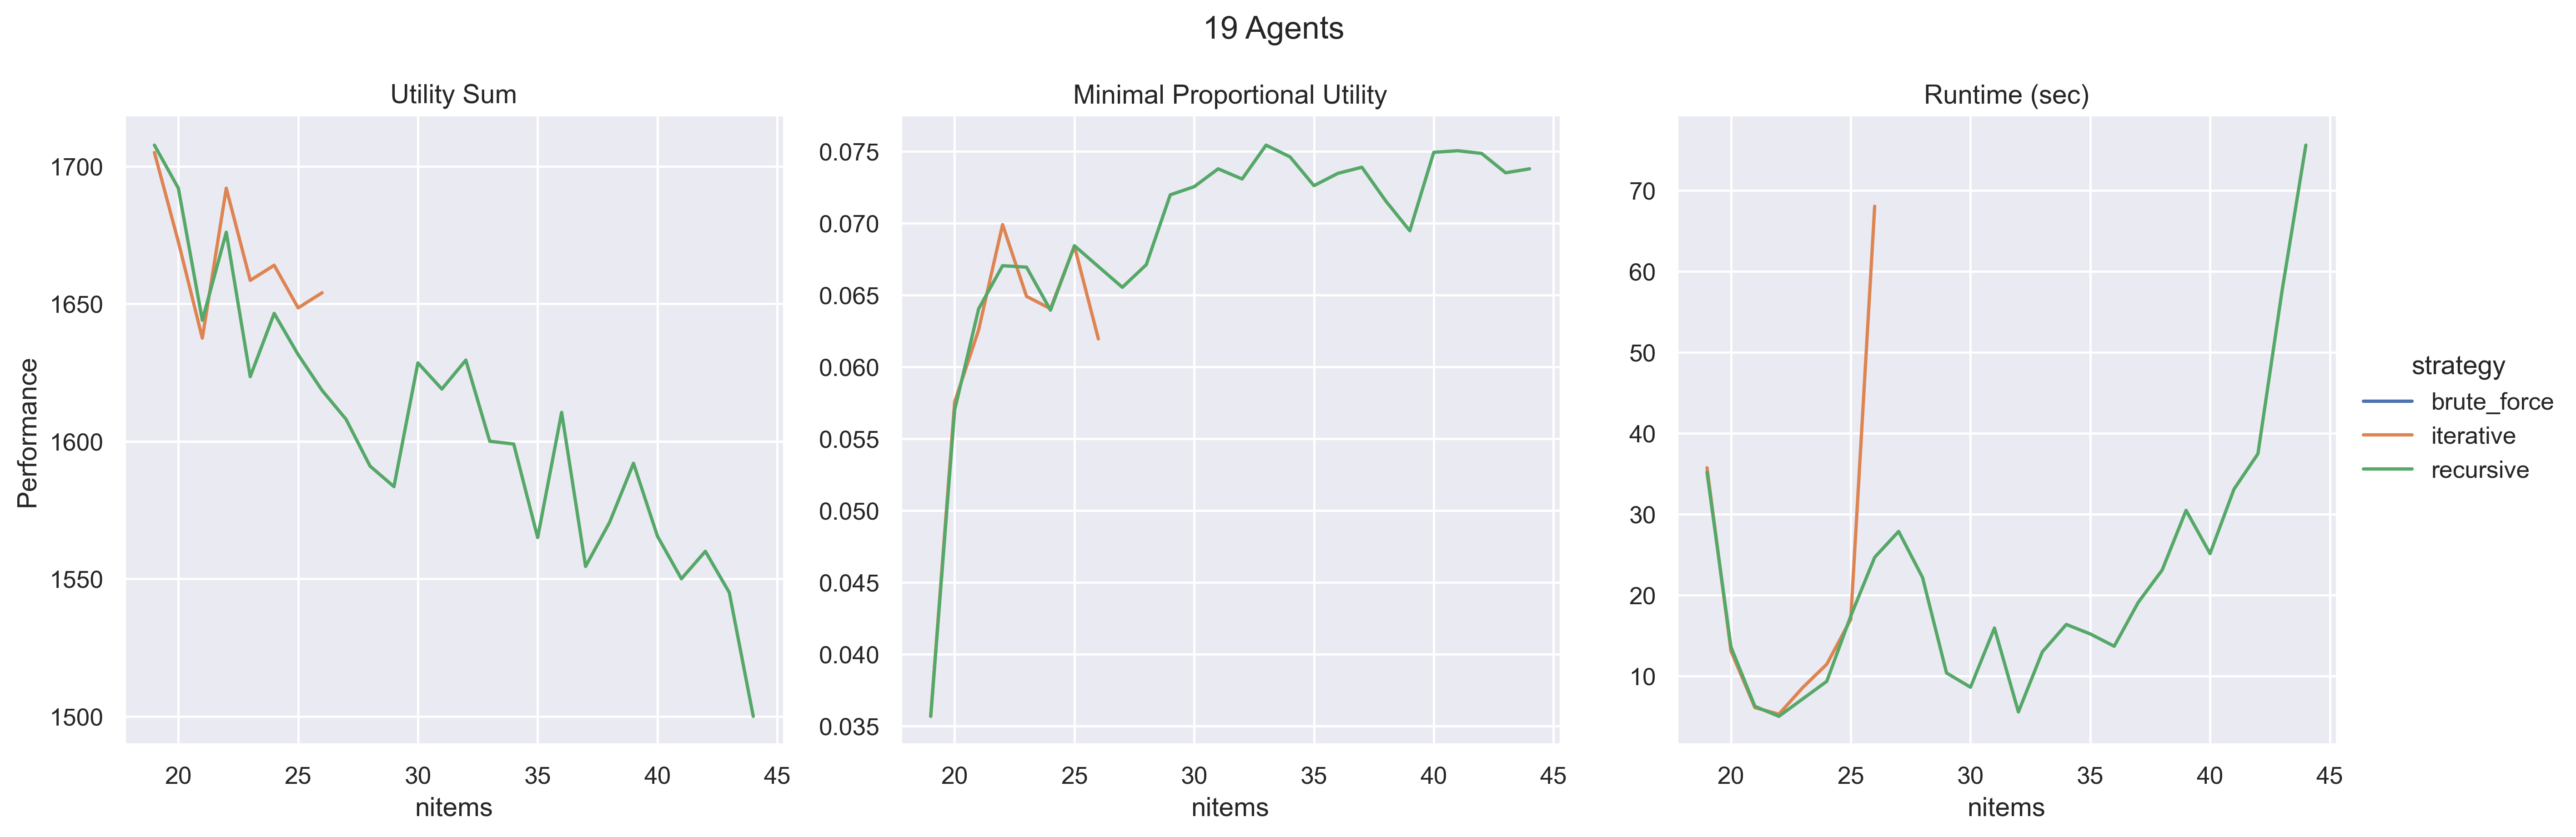 19 Agents
Utility Sum
Performance
1700
1650
1600
1550
1500
20 25 30 35 40 45
nitems
Minimal Proportional Utility
0.075
0.070
0.065
0.060
0.055
0.050
0.045
0.040
0.035
20 25 30 35 40 45
nitems
Runtime (sec)
70
60
50
40
30
20
10
20 25 30 35 40 45
nitems
strategy
brute_force
iterative
recursive